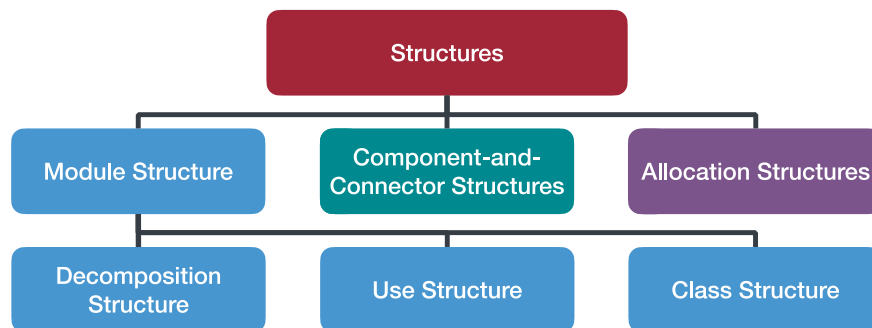 Structures
Module Structure
Component-and-
Connector Structures
Allocation Structures
Decomposition
Structure
Use Structure
Class Structure